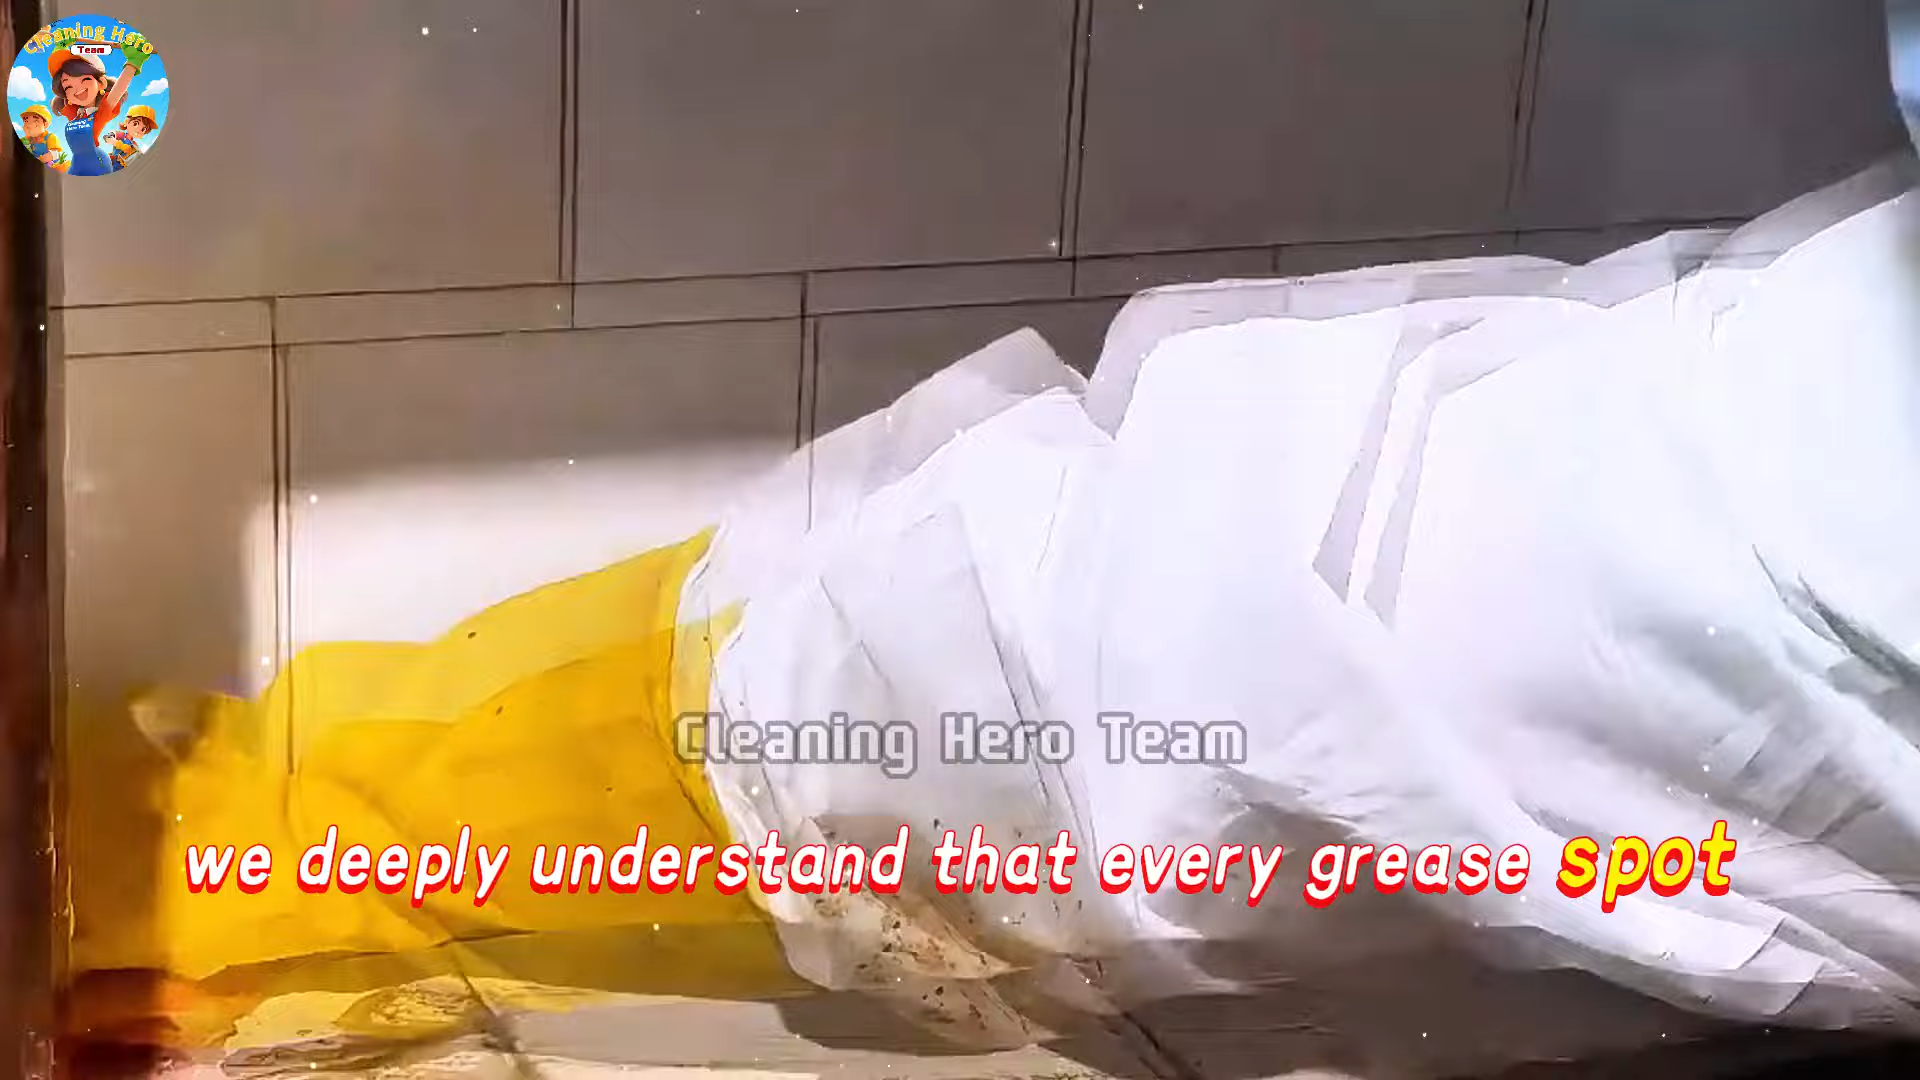 Cleaning Hero
Team
Cleaning Hero Team
we deeply understand that every grease spot